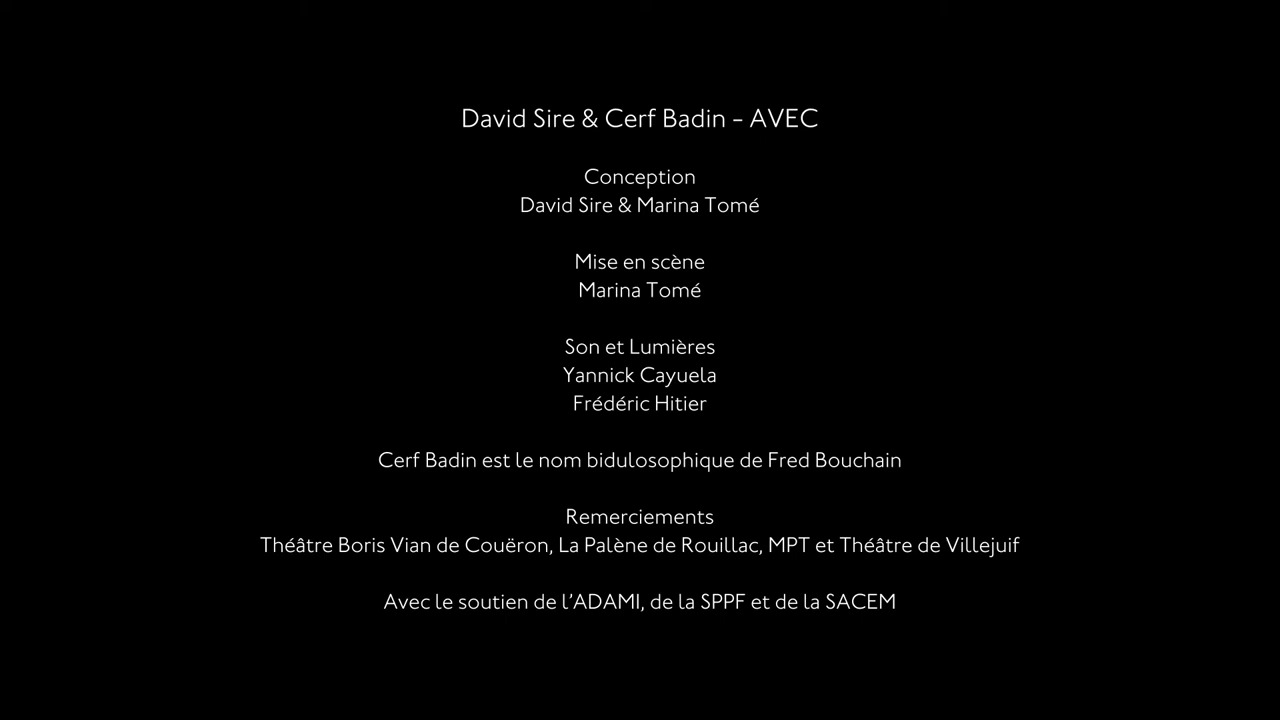 David Sire & Cerf Badin - AVEC
Conception
David Sire & Marina Tomé
Mise en scène
Marina Tomé
Son et Lumières
Yannick Cayuela
Frédéric Hitier
Cerf Badin est le nom bidulosophique de Fred Bouchain
Remerciements
Théâtre Boris Vian de Couëron, La Palène de Rouillac, MPT et Théâtre de Villejuif
Avec le soutien de l’ADAMI, de la SPPF et de la SACEM